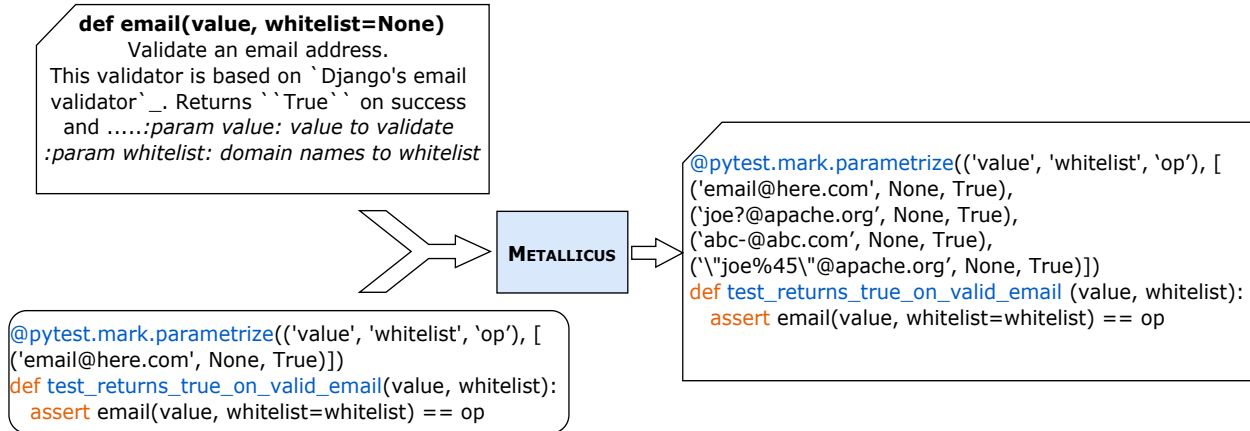 def email(value, whitelist=None)
Validate an email address.
This validator is based on `Django's email
validator`_. Returns ``True`` on success
and .....:param value: value to validate
:param whitelist: domain names to whitelist
@pytest.mark.parametrize(('value', 'whitelist', ‘op’), [
('email@here.com', None, True)])
def test_returns_true_on_valid_email(value, whitelist):
assert email(value, whitelist=whitelist) == op
METALLICUS
@pytest.mark.parametrize(('value', 'whitelist', ‘op’), [
('email@here.com', None, True),
(‘joe?@apache.org’, None, True),
(‘abc-@abc.com’, None, True),
(‘\"joe%45\"@apache.org’, None, True)])
def test_returns_true_on_valid_email (value, whitelist):
assert email(value, whitelist=whitelist) == op